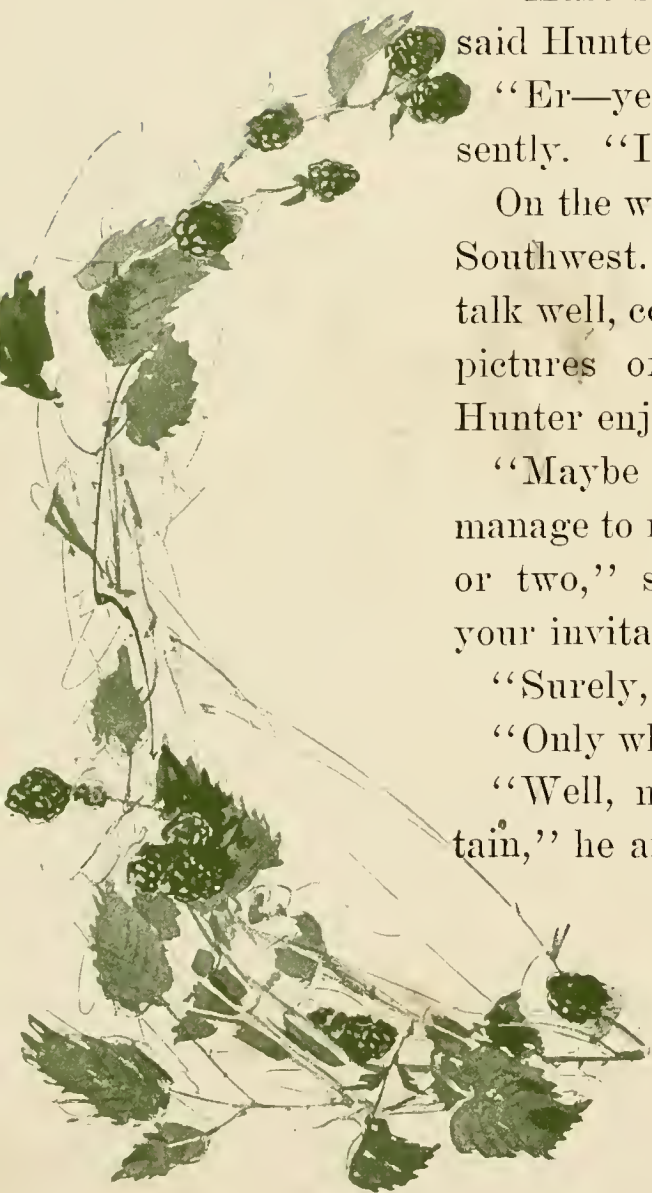 said Hunte
“Er—ye
sently. “I
On the w
Southwest.
talk well, c
pictures o
Hunter enj
“Maybe
manage to
or two,” s
your invita
“Surely,
“Only w
“Well,
tain,” he a